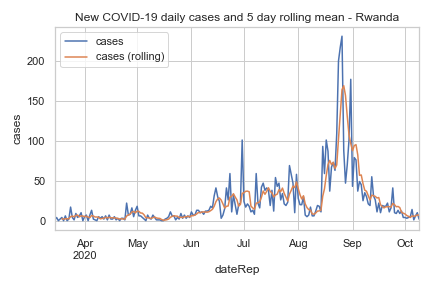 New COVID-19 daily cases and 5 day rolling mean - Rwanda
cases
cases (rolling)
200
150
100
50
0
cases
Apr May Jun Jul Aug Sep Oct
2020
dateRep